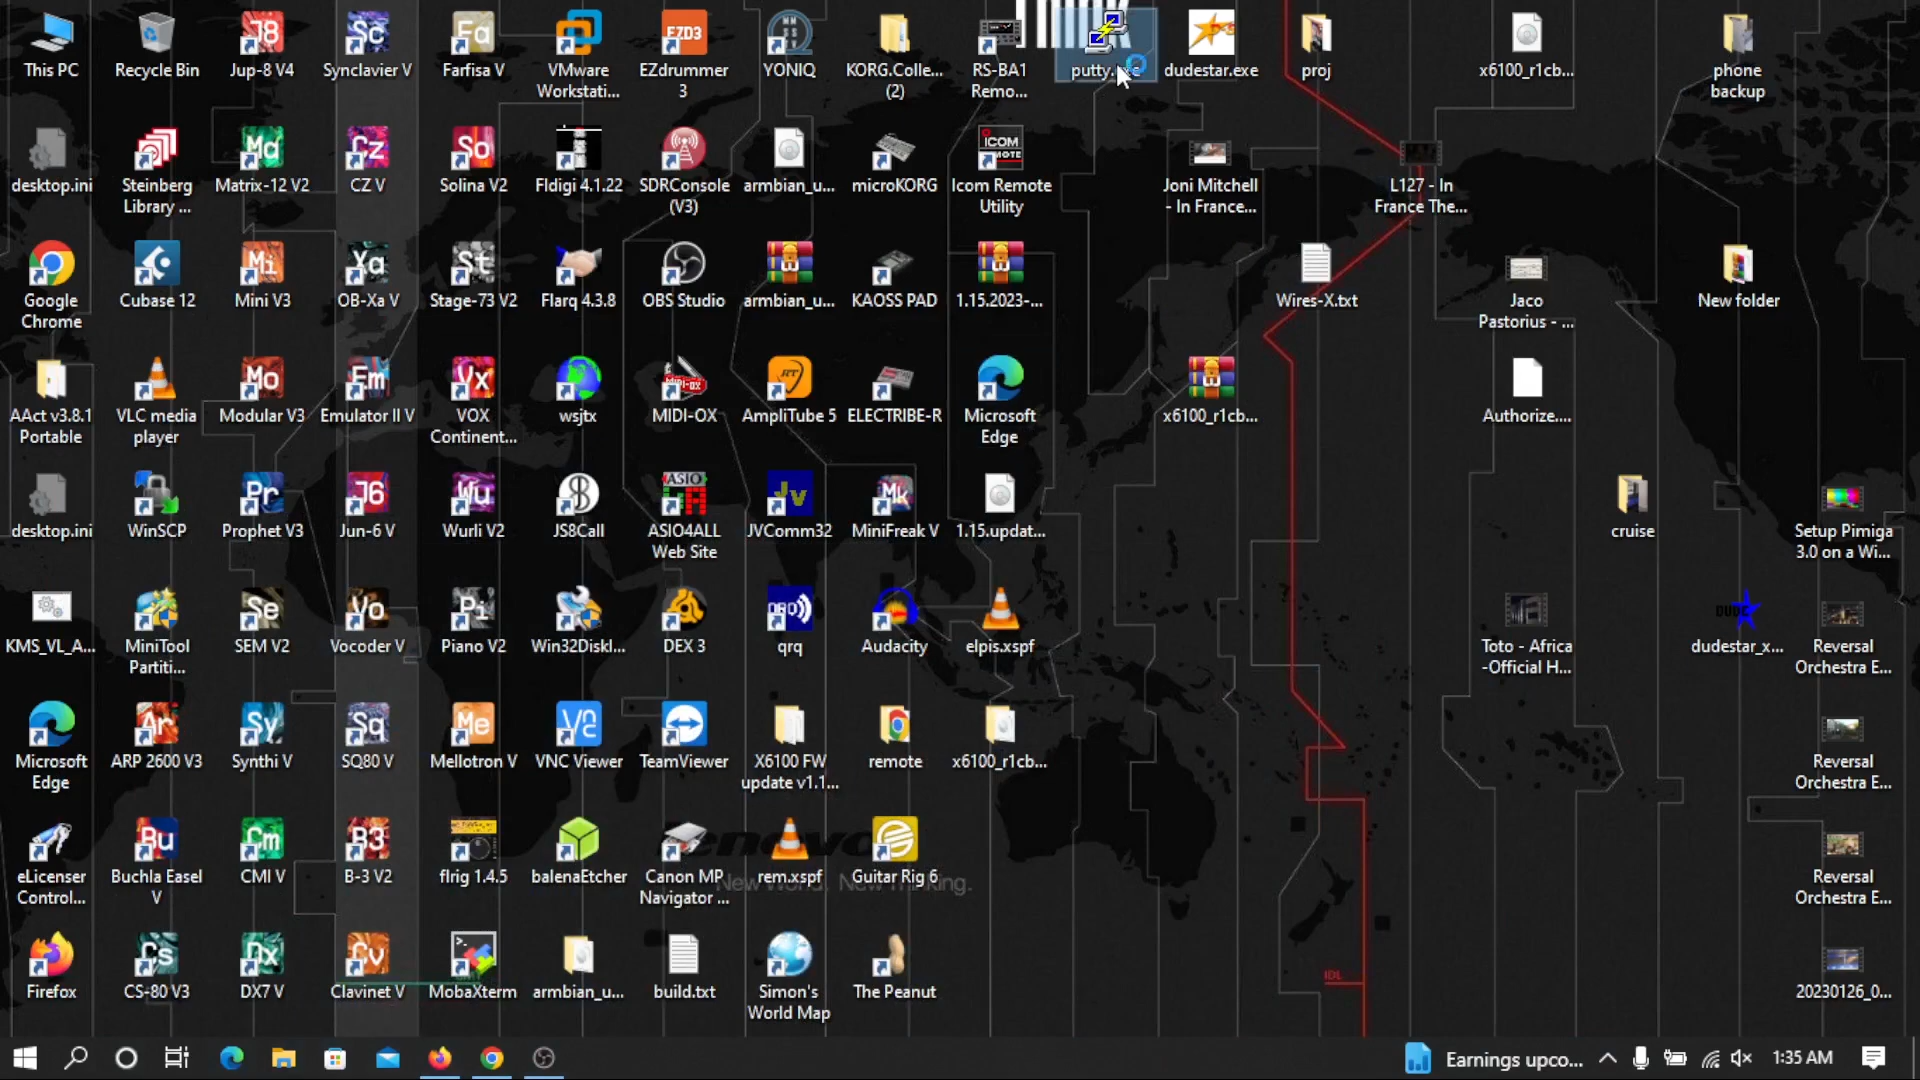 This PC
Recycle Bin
Jup-8 V4
Synclavier V
Farfisa V
VMware
Workstati...
EZdrummer
3
YONIQ
KORG.Colle...
(2)
RS-BA1
Remo...
putty.exe
dudestar.exe
proj
x6100_r1cb...
phone
backup
desktop.ini
Steinberg
Library ...
Matrix-12 V2
CZ V
Solina V2
Fldigi 4.1.22
SDRConsole
(V3)
armbian_u...
microKORG
Icom Remote
Utility
Joni Mitchell
- In France...
L127 - In
France The...
Google
Chrome
Cubase 12
Mini V3
OB-Xa V
Stage-73 V2
Flarq 4.3.8
OBS Studio
armbian_u...
KAOSS PAD
1.15.2023-...
Wires-X.txt
Jaco
Pastorius - ...
New folder
AAct v3.8.1
Portable
VLC media
player
Modular V3
Emulator II V
VOX
Continent...
wsjtx
MIDI-OX
AmpliTube 5
ELECTRIBE-R
Microsoft
Edge
x6100_r1cb...
Authorize....
desktop.ini
WinSCP
Prophet V3
Jun-6 V
Wurli V2
JS8Call
ASIO4ALL
Web Site
JVComm32
MiniFreak V
1.15.updat...
cruise
Setup Pimiga
3.0 on a Wi...
KMS_VL_A...
MiniTool
Partiti...
SEM V2
Vocoder V
Piano V2
Win32Diskl...
DEX 3
qrq
Audacity
elpis.xspf
Toto - Africa
-Official H...
dudestar_x...
Reversal
Orchestra E...
Microsoft
Edge
ARP 2600 V3
Synthi V
SQ80 V
Mellotron V
VNC Viewer
TeamViewer
X6100 FW
update v1.1...
remote
x6100_r1cb...
Reversal
Orchestra E...
eLicenser
Control...
Buchla Easel
V
CMI V
B-3 V2
flrig 1.4.5
balenaEtcher
Canon MP
Navigator ...
rem.xspf
Guitar Rig 6
Reversal
Orchestra E...
lenovo
New World. New Thinking.
Firefox
CS-80 V3
DX7 V
Clavinet V
MobaXterm
armbian_u...
build.txt
Simon's
World Map
The Peanut
IDL
20230126_0...
Earnings upco...
1:35 AM